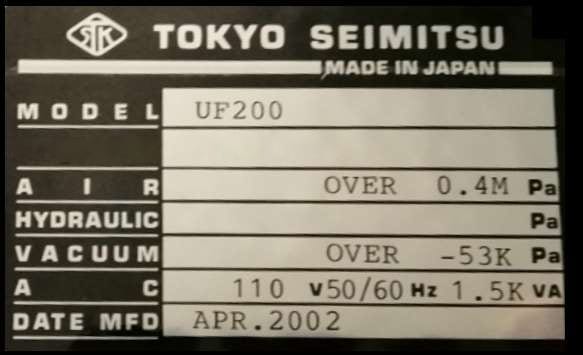 STK TOKYO SEIMITSU
MADE IN JAPAN
MODEL UF200
AIR OVER 0.4M Pa
HYDRAULIC Pa
VACUUM OVER -53K Pa
AC 110 V50/60 Hz 1.5K VA
DATE MFD APR.2002